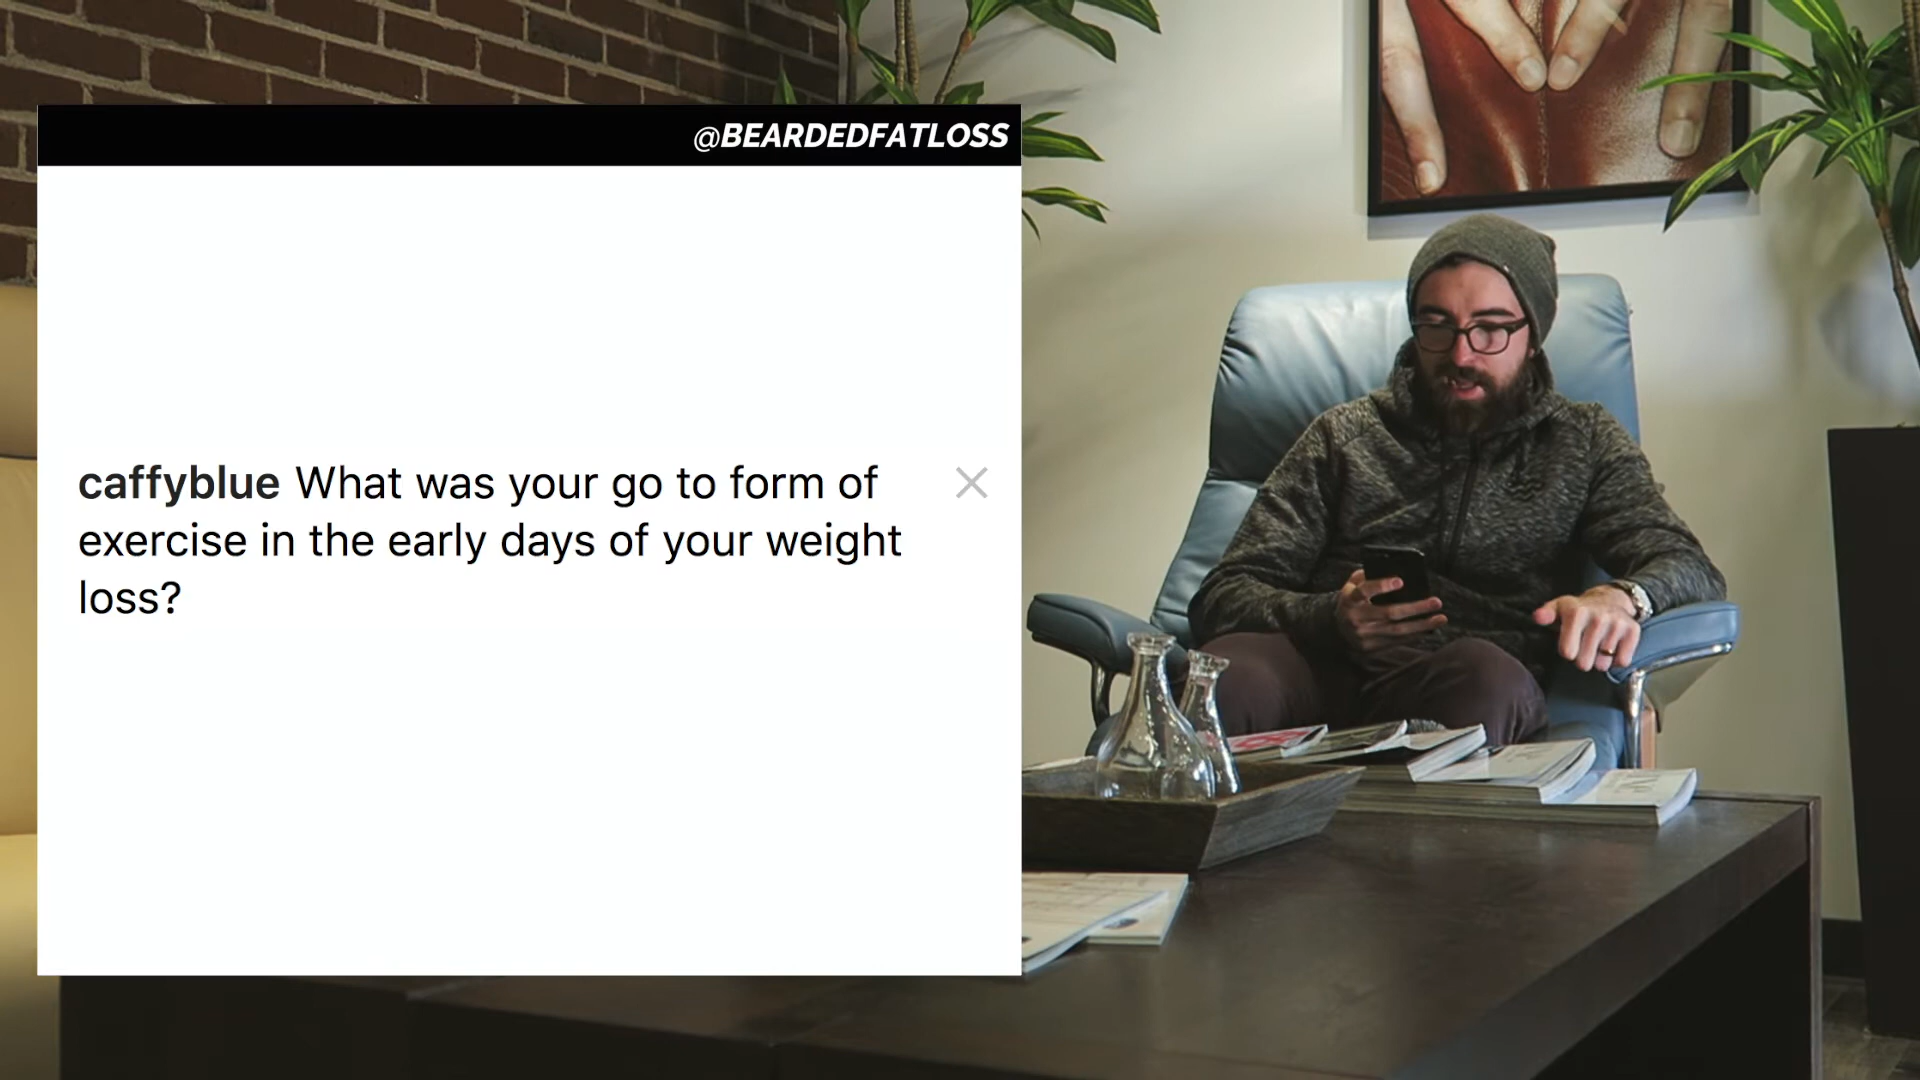 @BEARDEDFATLOSS
caffyblue What was your go to form of
exercise in the early days of your weight
loss?